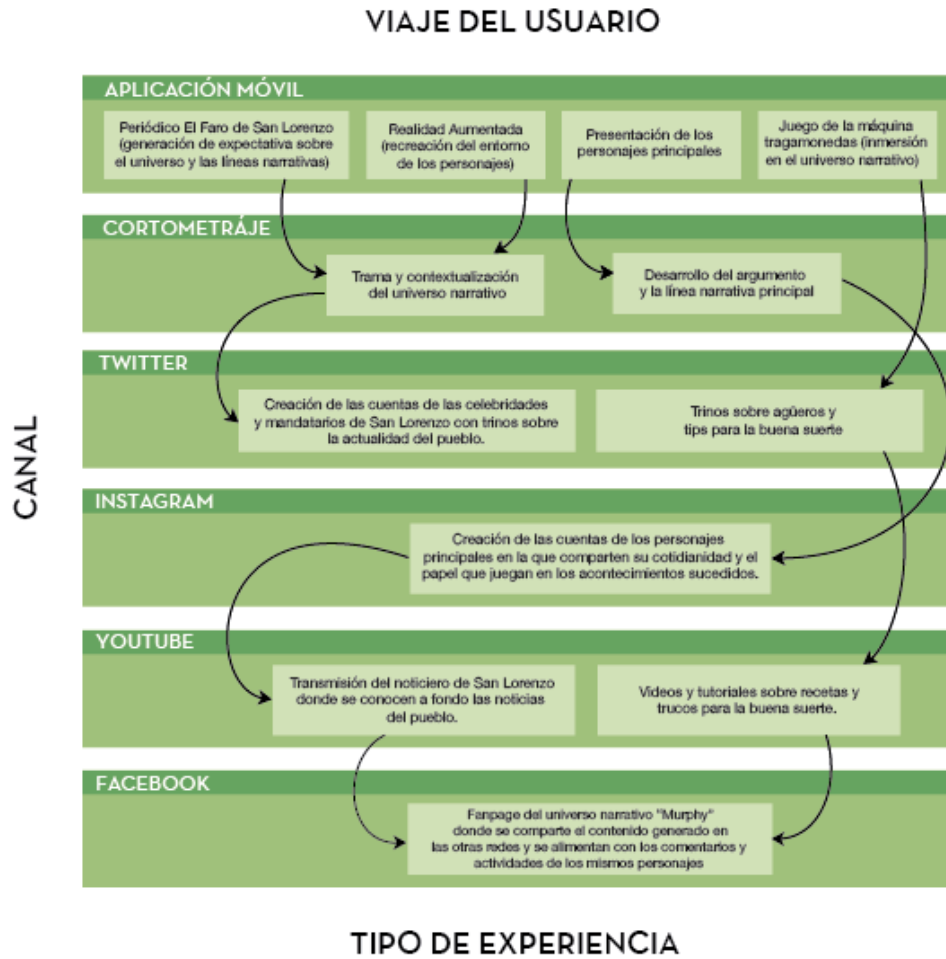 VIAJE DEL USUARIO
APLICACIÓN MÓVIL
Periódico El Faro de San Lorenzo
(generación de expectativa sobre
el universo y las líneas narrativas)
Realidad Aumentada
(recreación del entorno
de los personajes)
Presentación de los
personajes principales
Juego de la máquina
tragamonedas (inmersión
en el universo narrativo)
CORTOMETRÁJE
Trama y contextualización
del universo narrativo
Desarrollo del argumento
y la línea narrativa principal
TWITTER
Creación de las cuentas de las celebridades
y mandatarios de San Lorenzo con trinos sobre
la actualidad del pueblo.
Trinos sobre agüeros y
tips para la buena suerte
CANAL
INSTAGRAM
Creación de las cuentas de los personajes
principales en la que comparten su cotidianidad y el
papel que juegan en los acontecimientos sucedidos.
YOUTUBE
Transmisión del noticiero de San Lorenzo
donde se conocen a fondo las noticias
del pueblo.
Videos y tutoriales sobre recetas y
trucos para la buena suerte.
FACEBOOK
Fanpage del universo narrativo "Murphy"
donde se comparte el contenido generado en
las otras redes y se alimentan con los comentarios y
actividades de los mismos personajes
TIPO DE EXPERIENCIA